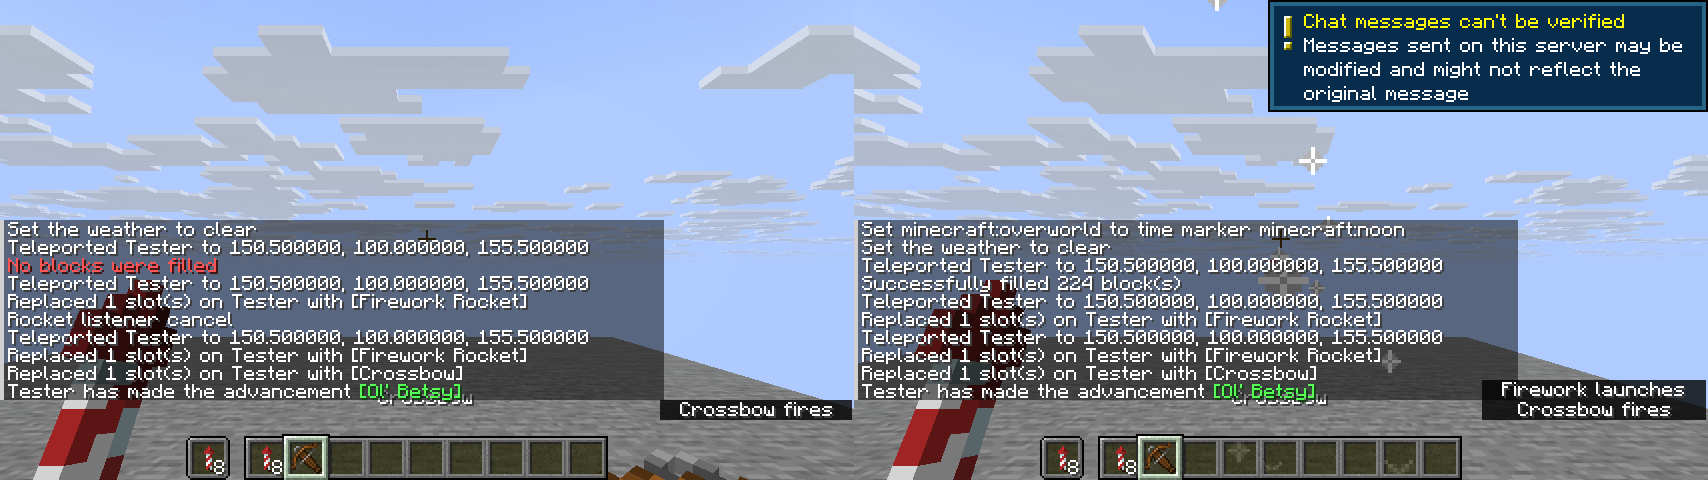 Set the weather to clear
Teleported Tester to 150.500000, 100.000000, 155.500000
No blocks were filled
Teleported Tester to 150.500000, 100.000000, 155.500000
Replaced 1 slot(s) on Tester with [Firework Rocket]
Rocket listener cancel
Teleported Tester to 150.500000, 100.000000, 155.500000
Replaced 1 slot(s) on Tester with [Firework Rocket]
Replaced 1 slot(s) on Tester with [Crossbow]
Tester has made the advancement [Ol' Betsy]
Crossbow
Crossbow fires
8
8
Chat messages can't be verified
Messages sent on this server may be
modified and might not reflect the
original message
Set minecraft:overworld to time marker minecraft:noon
Set the weather to clear
Teleported Tester to 150.500000, 100.000000, 155.500000
Successfully filled 224 block(s)
Teleported Tester to 150.500000, 100.000000, 155.500000
Replaced 1 slot(s) on Tester with [Firework Rocket]
Teleported Tester to 150.500000, 100.000000, 155.500000
Replaced 1 slot(s) on Tester with [Firework Rocket]
Replaced 1 slot(s) on Tester with [Crossbow]
Tester has made the advancement [Ol' Betsy]
Crossbow
Firework launches
Crossbow fires
8
8